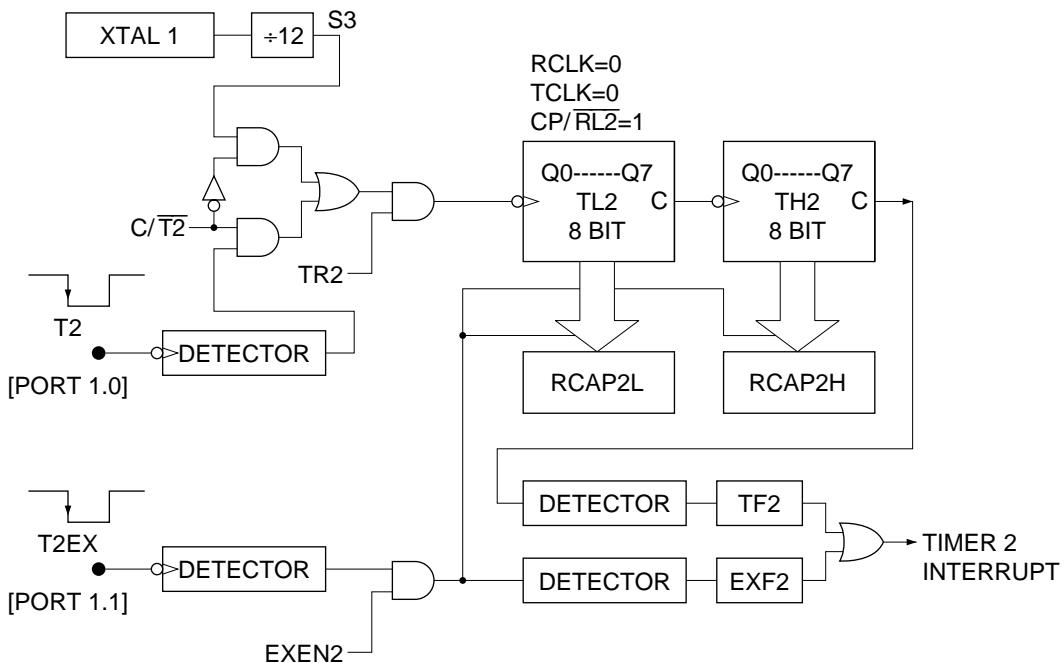 XTAL 1
÷12
S3
RCLK=0
TCLK=0
CP/R̅L̅2̅=1
Q0------Q7
TL2
C
8 BIT
Q0------Q7
TH2
C
8 BIT
C/T̅2̅
TR2
T2
DETECTOR
[PORT 1.0]
RCAP2L
RCAP2H
DETECTOR
TF2
T2EX
DETECTOR
[PORT 1.1]
DETECTOR
EXF2
TIMER 2
INTERRUPT
EXEN2